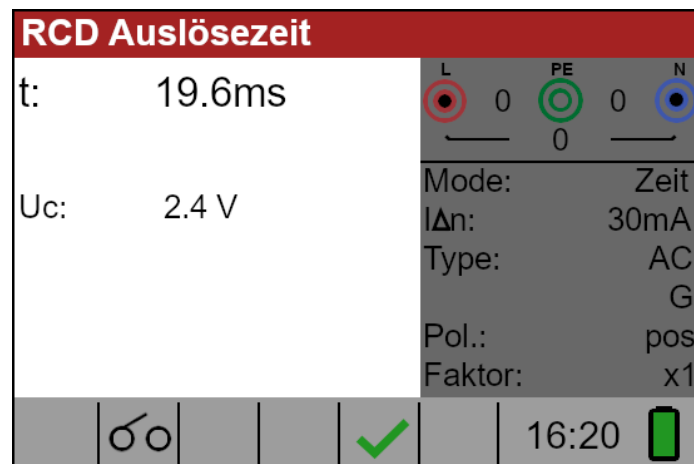 RCD Auslösezeit
t: 19.6ms
Uc: 2.4 V
L PE N
0 0
0
Mode: Zeit
IΔn: 30mA
Type: AC
G
Pol.: pos
Faktor: x1
16:20